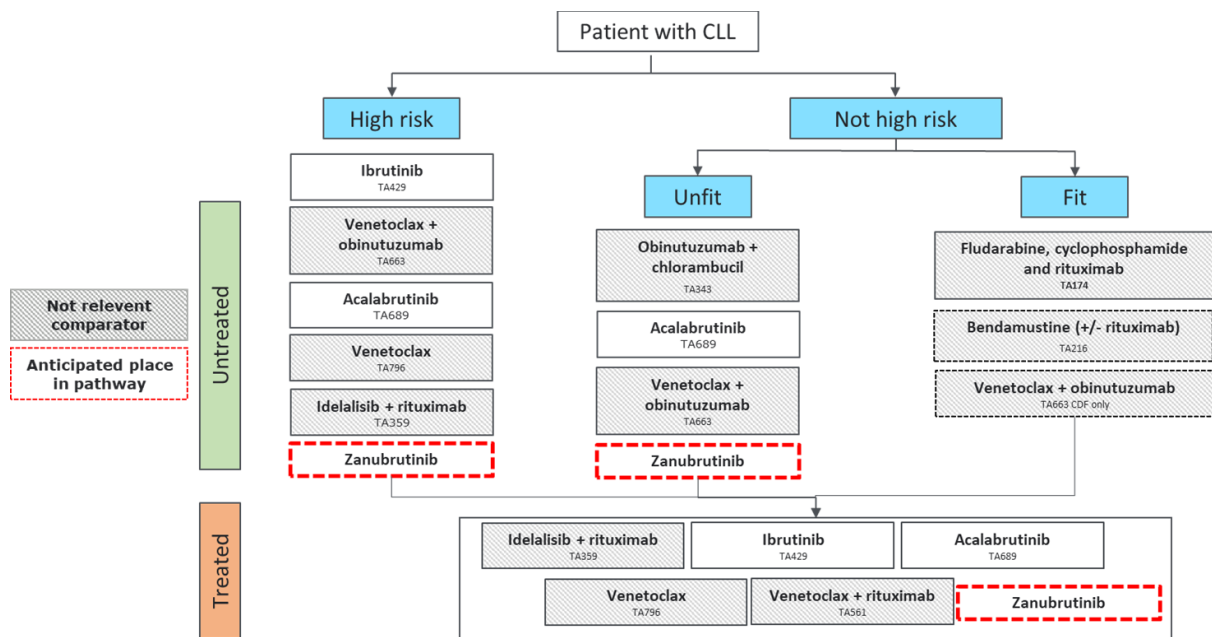 Patient with CLL
High risk
Not high risk
Unfit
Fit
Untreated
Not relevent
comparator
Anticipated place
in pathway
Ibrutinib
TA429
Venetoclax +
obinutuzumab
TA663
Acalabrutinib
TA689
Venetoclax
TA796
Idelalisib + rituximab
TA359
Zanubrutinib
Obinutuzumab +
chlorambucil
TA343
Acalabrutinib
TA689
Venetoclax +
obinutuzumab
TA663
Zanubrutinib
Fludarabine, cyclophosphamide
and rituximab
TA174
Bendamustine (+/- rituximab)
TA216
Venetoclax + obinutuzumab
TA663 CDF only
Treated
Idelalisib + rituximab
TA359
Ibrutinib
TA429
Acalabrutinib
TA689
Venetoclax
TA796
Venetoclax + rituximab
TA561
Zanubrutinib